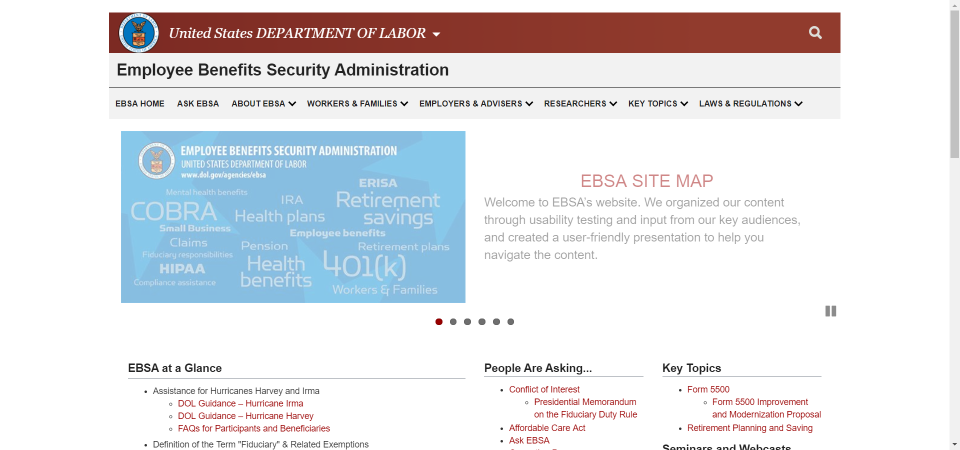 United States DEPARTMENT OF LABOR
Employee Benefits Security Administration
EBSA HOME ASK EBSA ABOUT EBSA WORKERS & FAMILIES EMPLOYERS & ADVISERS RESEARCHERS KEY TOPICS LAWS & REGULATIONS
EMPLOYEE BENEFITS SECURITY ADMINISTRATION
UNITED STATES DEPARTMENT OF LABOR
www.dol.gov/agencies/ebsa
ERISA
Mental health benefits
IRA
Retirement savings
COBRA
Health plans
Small Business
Employee benefits
Claims
Pension
Retirement plans
Fiduciary responsibilities
HIPAA
Health benefits
401(k)
Compliance assistance
Workers & Families
EBSA SITE MAP
Welcome to EBSA's website. We organized our content
through usability testing and input from our key audiences,
and created a user-friendly presentation to help you
navigate the content.
EBSA at a Glance
Assistance for Hurricanes Harvey and Irma
DOL Guidance – Hurricane Irma
DOL Guidance – Hurricane Harvey
FAQs for Participants and Beneficiaries
Definition of the Term "Fiduciary" & Related Exemptions
People Are Asking...
Conflict of Interest
Presidential Memorandum
on the Fiduciary Duty Rule
Affordable Care Act
Ask EBSA
Key Topics
Form 5500
Form 5500 Improvement
and Modernization Proposal
Retirement Planning and Saving
Seminars and Webcasts